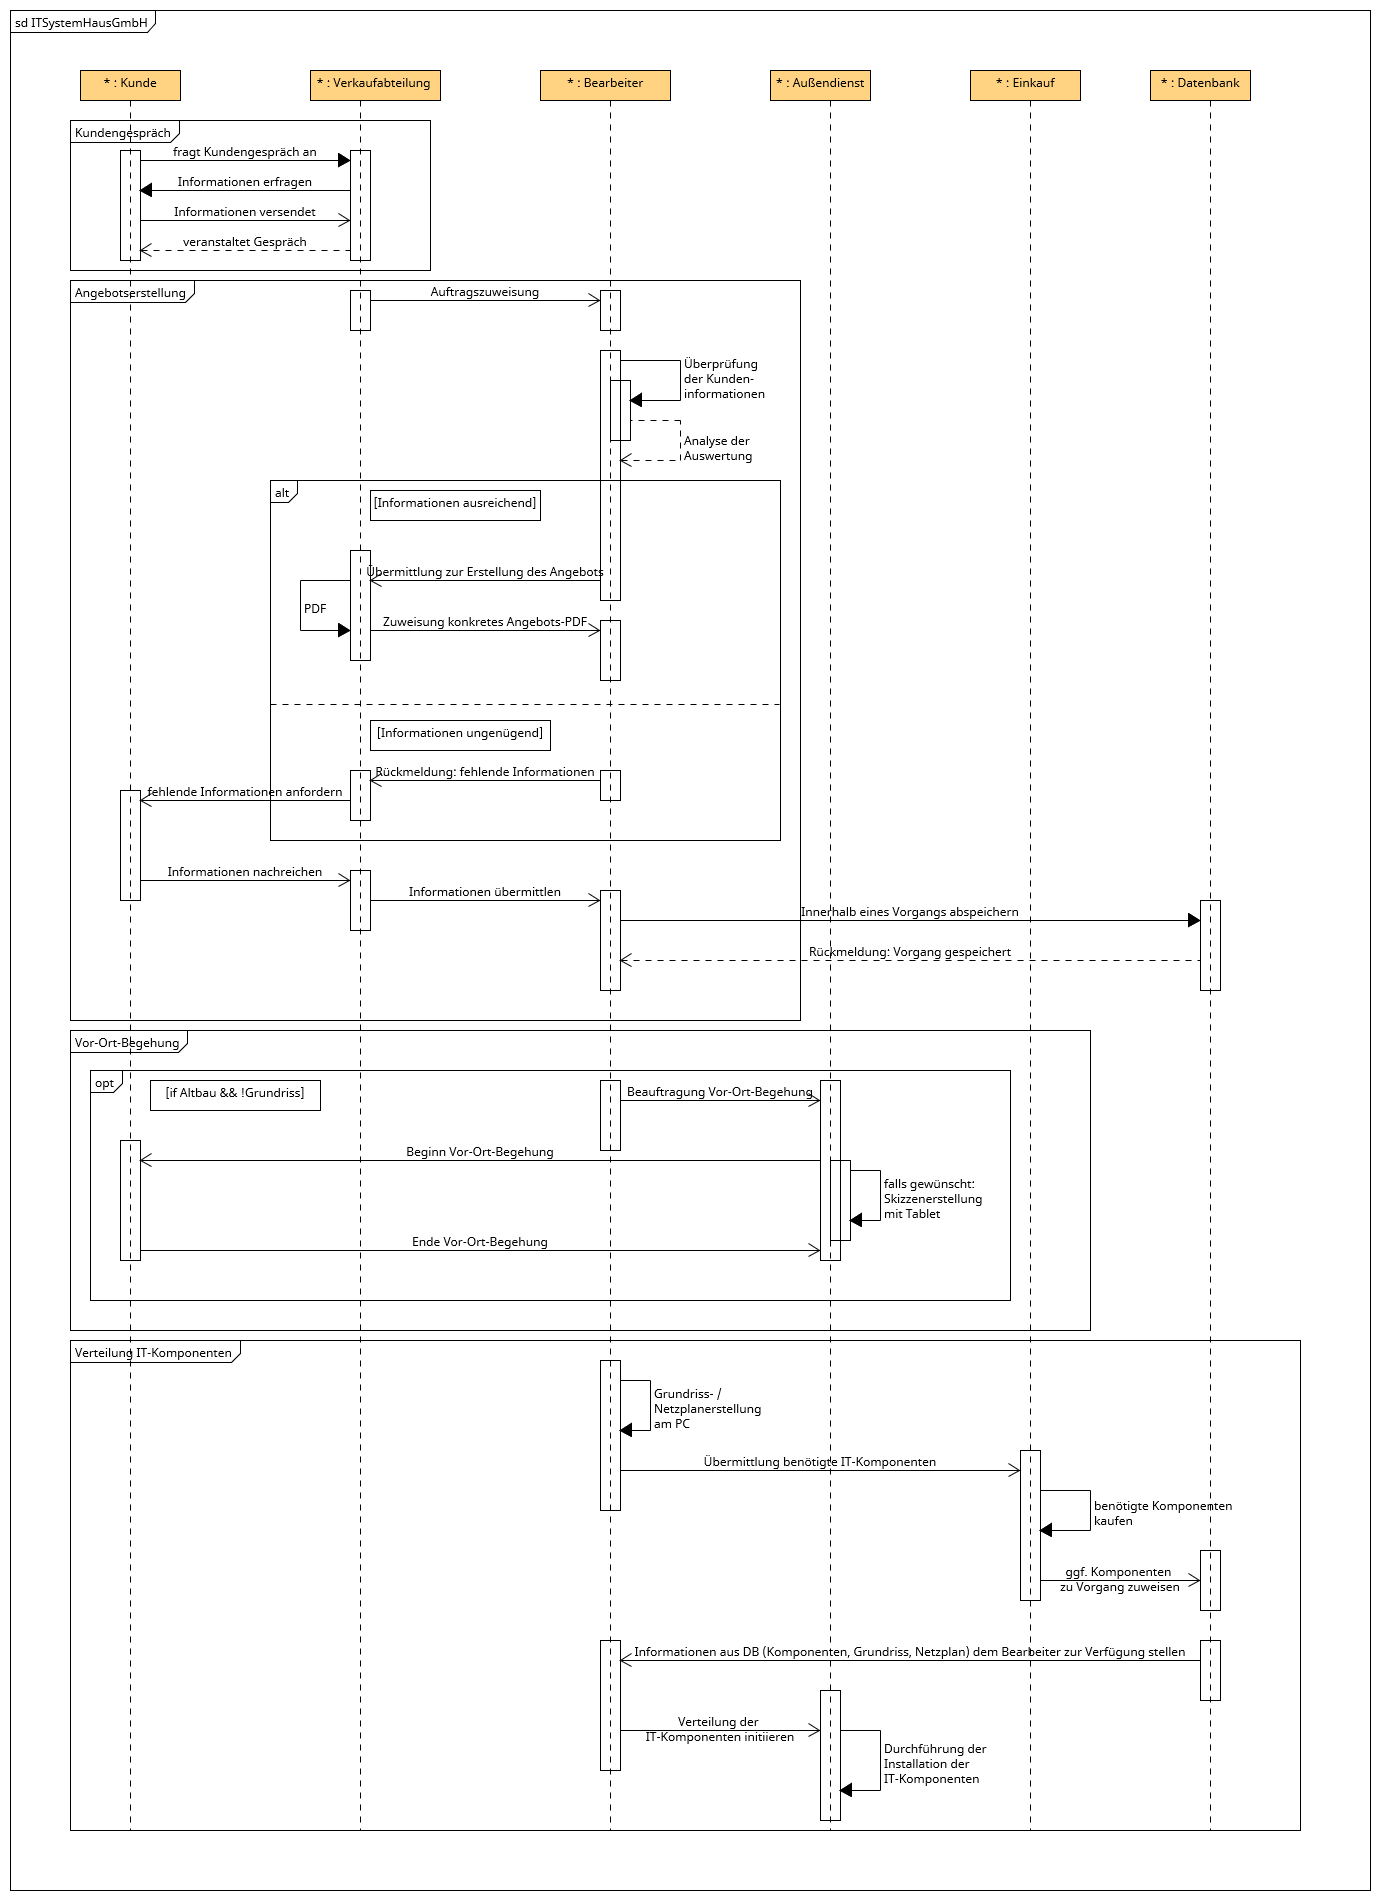 sd ITSystemHausGmbH
* : Kunde
* : Verkaufabteilung
* : Bearbeiter
* : Außendienst
* : Einkauf
* : Datenbank
Kundengespräch
fragt Kundengespräch an
Informationen erfragen
Informationen versendet
veranstaltet Gespräch
Angebotserstellung
Auftragszuweisung
Überprüfung
der Kunden-
informationen
Analyse der
Auswertung
alt
[Informationen ausreichend]
Übermittlung zur Erstellung des Angebots
PDF
Zuweisung konkretes Angebots-PDF
[Informationen ungenügend]
Rückmeldung: fehlende Informationen
fehlende Informationen anfordern
Informationen nachreichen
Informationen übermittlen
Innerhalb eines Vorgangs abspeichern
Rückmeldung: Vorgang gespeichert
Vor-Ort-Begehung
opt
[if Altbau && !Grundriss]
Beauftragung Vor-Ort-Begehung
Beginn Vor-Ort-Begehung
falls gewünscht:
Skizzenerstellung
mit Tablet
Ende Vor-Ort-Begehung
Verteilung IT-Komponenten
Grundriss- /
Netzplanerstellung
am PC
Übermittlung benötigte IT-Komponenten
benötigte Komponenten
kaufen
ggf. Komponenten
zu Vorgang zuweisen
Informationen aus DB (Komponenten, Grundriss, Netzplan) dem Bearbeiter zur Verfügung stellen
Verteilung der
IT-Komponenten initiieren
Durchführung der
Installation der
IT-Komponenten